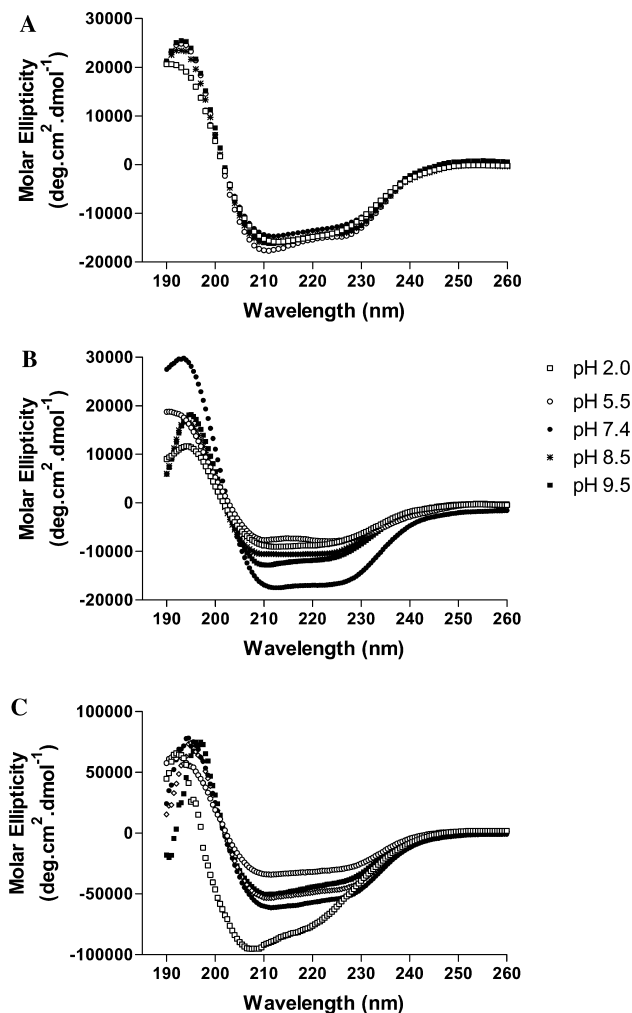 A
Molar Ellipticity
(deg.cm².dmol⁻¹)
30000
20000
10000
0
-10000
-20000
190 200 210 220 230 240 250 260
Wavelength (nm)
B
Molar Ellipticity
(deg.cm².dmol⁻¹)
30000
20000
10000
0
-10000
-20000
190 200 210 220 230 240 250 260
Wavelength (nm)
pH 2.0
pH 5.5
pH 7.4
pH 8.5
pH 9.5
C
Molar Ellipticity
(deg.cm².dmol⁻¹)
100000
50000
0
-50000
-100000
190 200 210 220 230 240 250 260
Wavelength (nm)